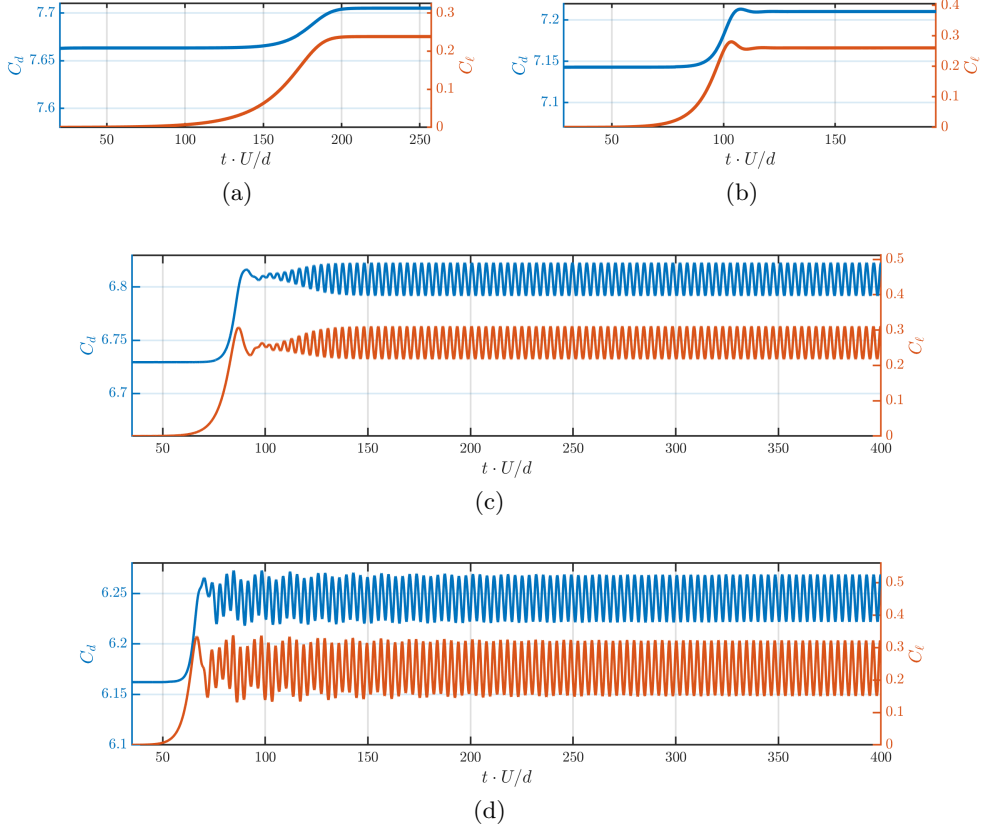 7.7
7.65
7.6
C_d
0.3
0.2
0.1
0
C_ℓ
50 100 150 200 250
t · U/d
(a)
7.2
7.15
7.1
C_d
0.4
0.3
0.2
0.1
0
C_ℓ
50 100 150
t · U/d
(b)
6.8
6.75
6.7
C_d
0.5
0.4
0.3
0.2
0.1
0
C_ℓ
50 100 150 200 250 300 350 400
t · U/d
(c)
6.25
6.2
6.15
6.1
C_d
0.5
0.4
0.3
0.2
0.1
0
C_ℓ
50 100 150 200 250 300 350 400
t · U/d
(d)